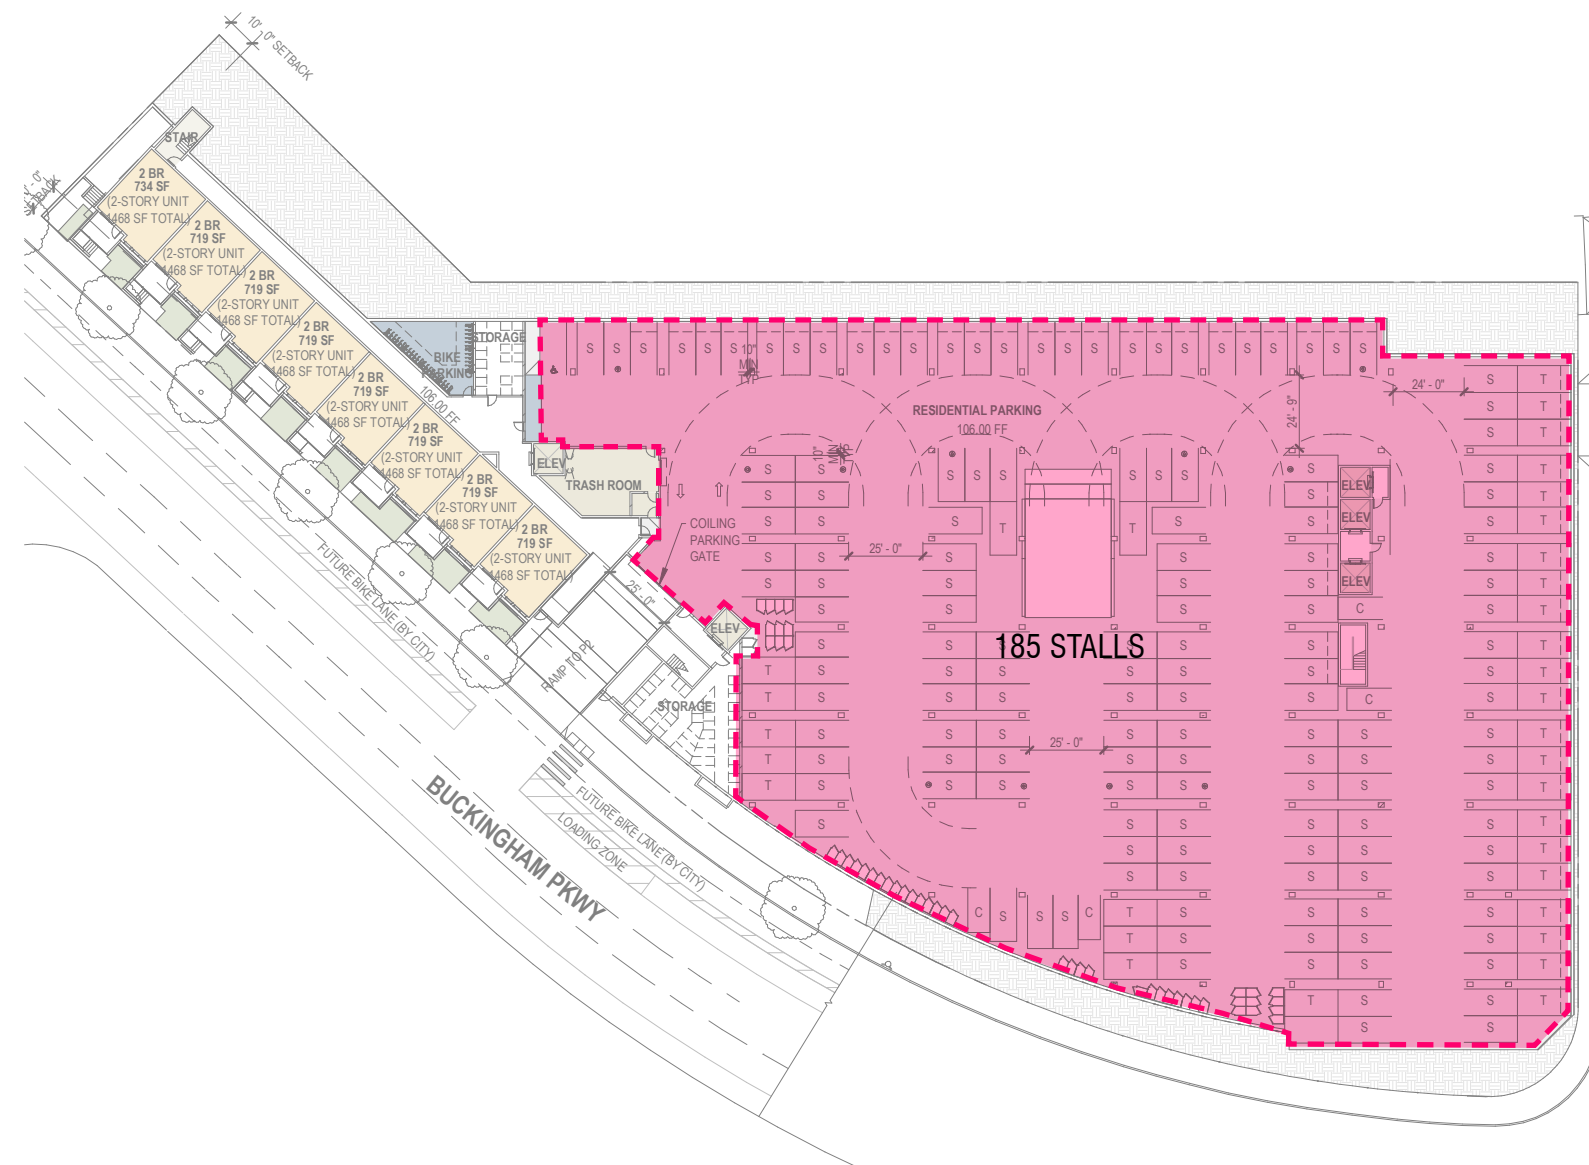 10' - 0" SETBACK
STAIR
2 BR
734 SF
(2-STORY UNIT
1468 SF TOTAL)
2 BR
719 SF
(2-STORY UNIT
1468 SF TOTAL)
2 BR
719 SF
(2-STORY UNIT
1468 SF TOTAL)
2 BR
719 SF
(2-STORY UNIT
1468 SF TOTAL)
2 BR
719 SF
(2-STORY UNIT
1468 SF TOTAL)
2 BR
719 SF
(2-STORY UNIT
1468 SF TOTAL)
2 BR
719 SF
(2-STORY UNIT
1468 SF TOTAL)
2 BR
719 SF
(2-STORY UNIT
1468 SF TOTAL)
BIKE
PARKING
STORAGE
106.00 FF
ELEV
TRASH ROOM
COILING
PARKING
GATE
25' - 0"
ELEV
RAMP TO P2
STORAGE
10"
MIN
TYP
10"
MIN
TYP
RESIDENTIAL PARKING
106.00 FF
24' - 9"
24' - 0"
25' - 0"
ELEV
ELEV
ELEV
185 STALLS
25' - 0"
FUTURE BIKE LANE (BY CITY)
FUTURE BIKE LANE (BY CITY)
LOADING ZONE
BUCKINGHAM PKWY